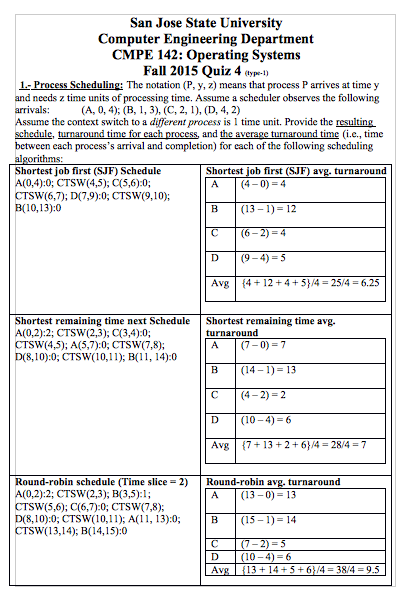 San Jose State University
Computer Engineering Department
CMPE 142: Operating Systems
Fall 2015 Quiz 4 (type-1)
1.- Process Scheduling: The notation (P, y, z) means that process P arrives at time y
and needs z time units of processing time. Assume a scheduler observes the following
arrivals: (A, 0, 4); (B, 1, 3), (C, 2, 1), (D, 4, 2)
Assume the context switch to a different process is 1 time unit. Provide the resulting
schedule, turnaround time for each process, and the average turnaround time (i.e., time
between each process's arrival and completion) for each of the following scheduling
algorithms:
Shortest job first (SJF) Schedule
A(0,4):0; CTSW(4,5); C(5,6):0;
CTSW(6,7); D(7,9):0; CTSW(9,10);
B(10,13):0
Shortest job first (SJF) avg. turnaround
A (4 – 0) = 4
B (13 – 1) = 12
C (6 – 2) = 4
D (9 – 4) = 5
Avg {4 + 12 + 4 + 5}/4 = 25/4 = 6.25
Shortest remaining time next Schedule
A(0,2):2; CTSW(2,3); C(3,4):0;
CTSW(4,5); A(5,7):0; CTSW(7,8);
D(8,10):0; CTSW(10,11); B(11, 14):0
Shortest remaining time avg.
turnaround
A (7 – 0) = 7
B (14 – 1) = 13
C (4 – 2) = 2
D (10 – 4) = 6
Avg {7 + 13 + 2 + 6}/4 = 28/4 = 7
Round-robin schedule (Time slice = 2)
A(0,2):2; CTSW(2,3); B(3,5):1;
CTSW(5,6); C(6,7):0; CTSW(7,8);
D(8,10):0; CTSW(10,11); A(11, 13):0;
CTSW(13,14); B(14,15):0
Round-robin avg. turnaround
A (13 – 0) = 13
B (15 – 1) = 14
C (7 – 2) = 5
D (10 – 4) = 6
Avg {13 + 14 + 5 + 6}/4 = 38/4 = 9.5